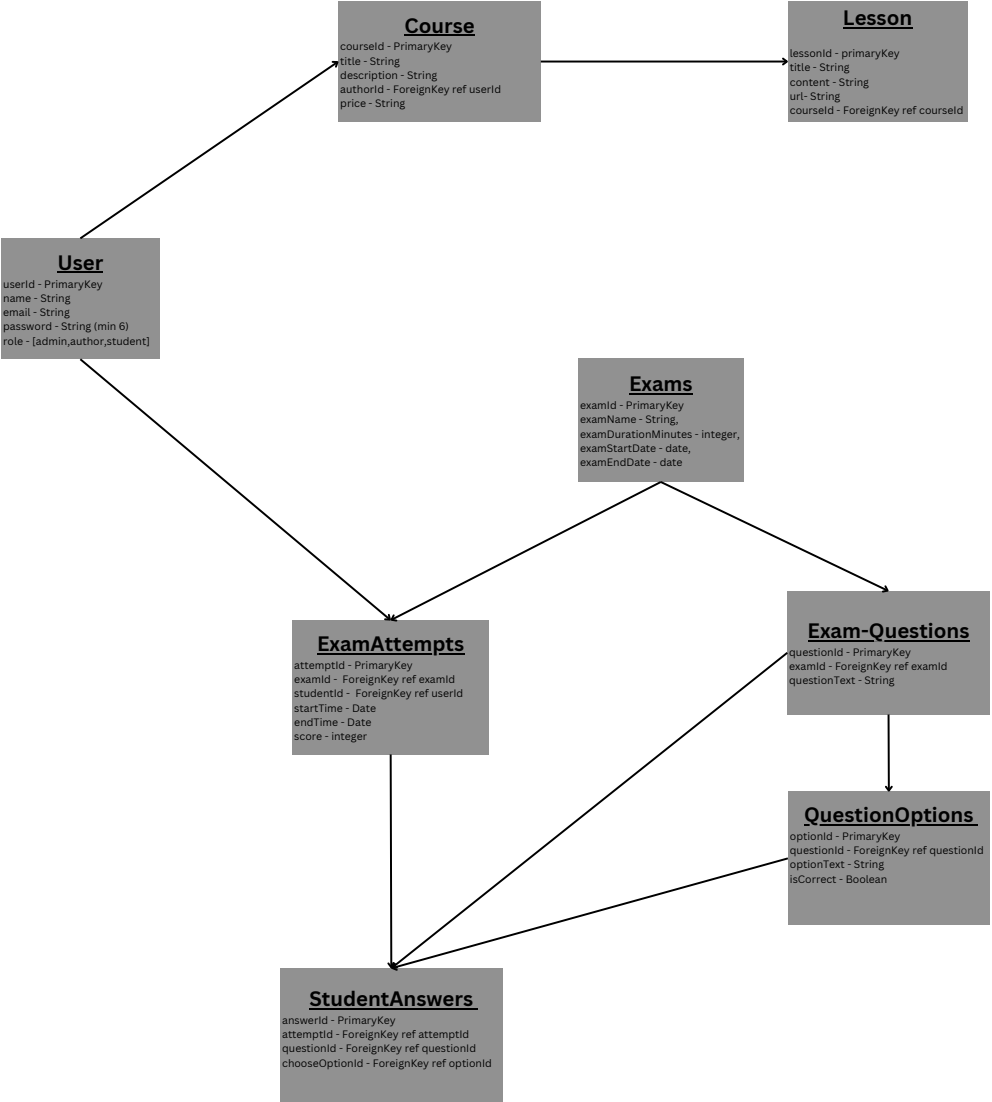 Course
courseId - PrimaryKey
title - String
description - String
authorId - ForeignKey ref userId
price - String
Lesson
lessonId - primaryKey
title - String
content - String
url- String
courseId - ForeignKey ref courseId
User
userId - PrimaryKey
name - String
email - String
password - String (min 6)
role - [admin,author,student]
Exams
examId - PrimaryKey
examName - String,
examDurationMinutes - integer,
examStartDate - date,
examEndDate - date
ExamAttempts
attemptId - PrimaryKey
examId - ForeignKey ref examId
studentId - ForeignKey ref userId
startTime - Date
endTime - Date
score - integer
Exam-Questions
questionId - PrimaryKey
examId - ForeignKey ref examId
questionText - String
QuestionOptions
optionId - PrimaryKey
questionId - ForeignKey ref questionId
optionText - String
isCorrect - Boolean
StudentAnswers
answerId - PrimaryKey
attemptId - ForeignKey ref attemptId
questionId - ForeignKey ref questionId
chooseOptionId - ForeignKey ref optionId